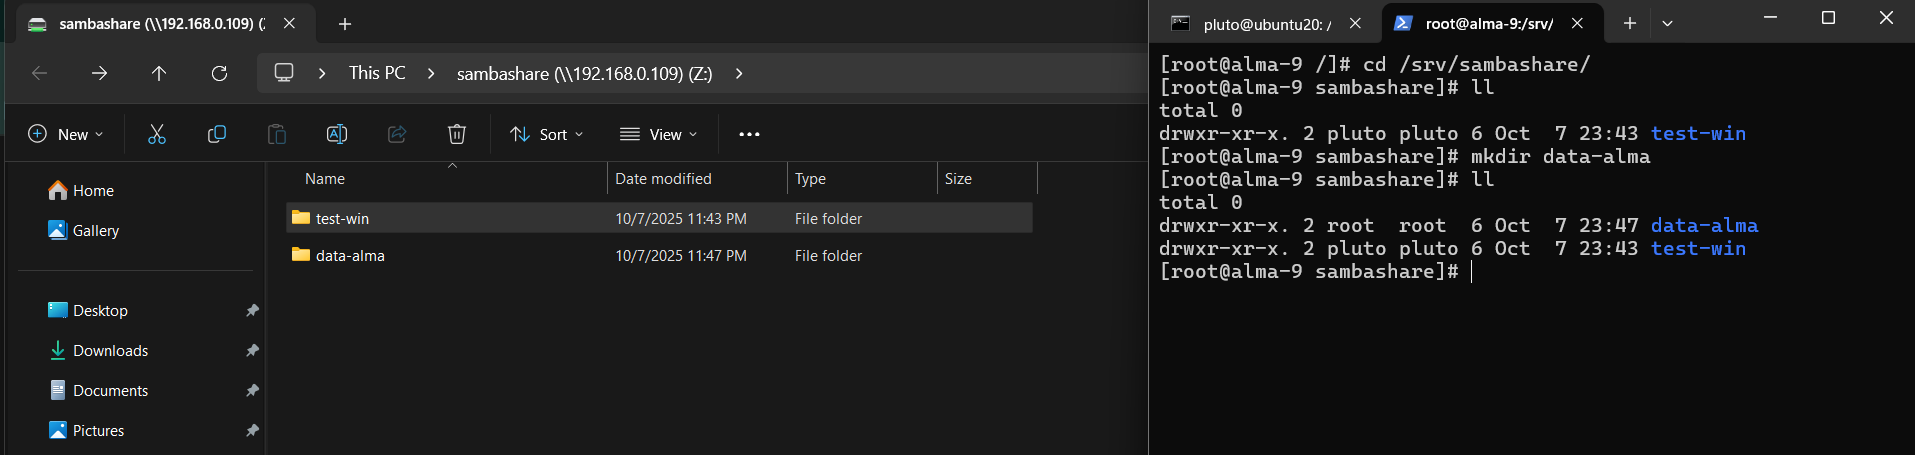 sambashare (\\192.168.0.109) (
This PC
sambashare (\\192.168.0.109) (Z:)
New
Sort
View
Home
Gallery
Desktop
Downloads
Documents
Pictures
Name Date modified Type Size
test-win 10/7/2025 11:43 PM File folder
data-alma 10/7/2025 11:47 PM File folder
pluto@ubuntu20: /
root@alma-9:/srv/
[root@alma-9 /]# cd /srv/sambashare/
[root@alma-9 sambashare]# ll
total 0
drwxr-xr-x. 2 pluto pluto 6 Oct  7 23:43 test-win
[root@alma-9 sambashare]# mkdir data-alma
[root@alma-9 sambashare]# ll
total 0
drwxr-xr-x. 2 root  root  6 Oct  7 23:47 data-alma
drwxr-xr-x. 2 pluto pluto 6 Oct  7 23:43 test-win
[root@alma-9 sambashare]#